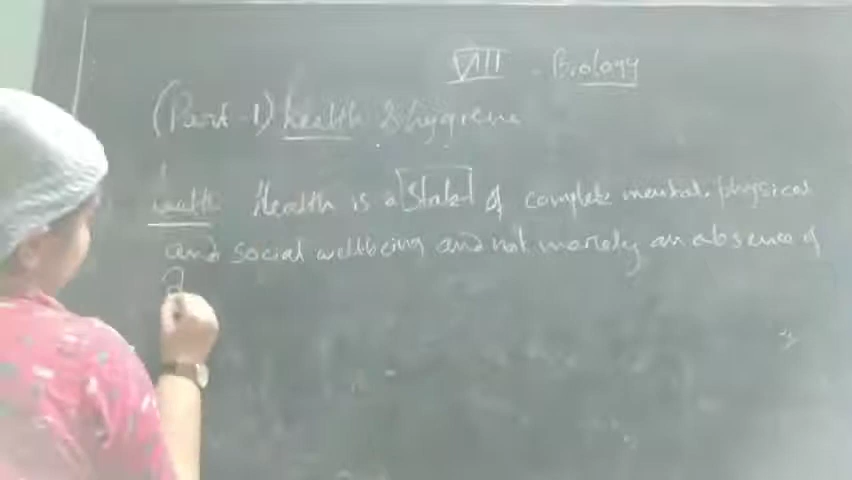 VIII - Biology
(Part-1) health & hygiene
health Health is a state of complete mental, physical
and social wellbeing and not merely an absence of